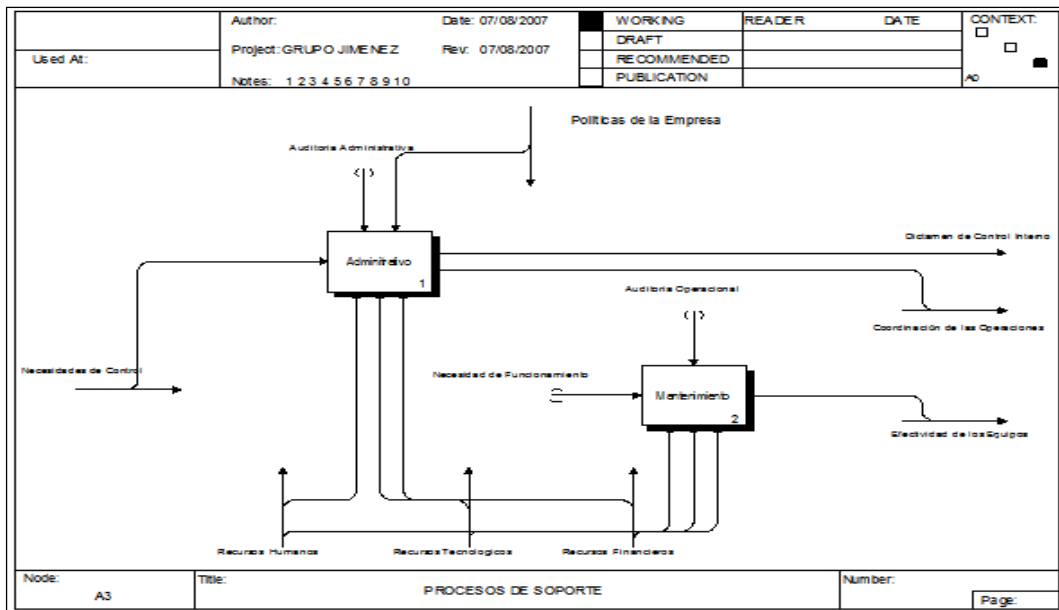 Used At:
Author:
Date: 07/08/2007
Project: GRUPO JIMENEZ
Rev: 07/08/2007
Notes: 1 2 3 4 5 6 7 8 9 10
WORKING
DRAFT
RECOMMENDED
PUBLICATION
READER
DATE
CONTEXT:
A0
Politicas de la Empresa
Auditoria Administrativa
Dictamen de Control Interno
Adminitrativo
1
Auditoria Operacional
Coordinación de las Operaciones
Necesidades de Control
Necesidad de Funcionamiento
Mantenimiento
2
Efectividad de los Equipos
Recursos Humanos
Recursos Tecnologicos
Recursos Financieros
Node:
A3
Title:
PROCESOS DE SOPORTE
Number:
Page: